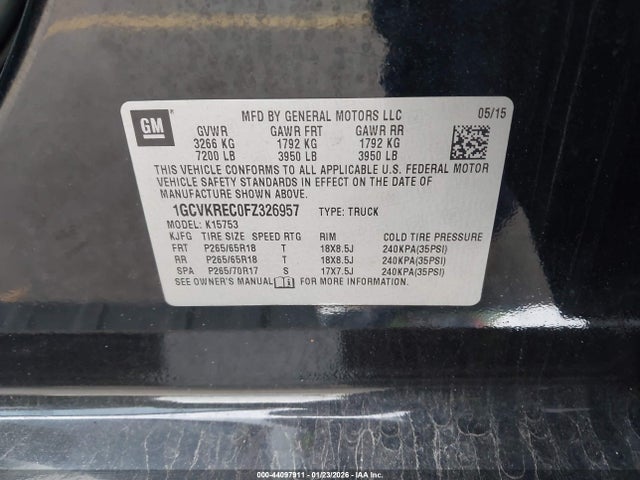 GM
MFD BY GENERAL MOTORS LLC 05/15
GVWR GAWR FRT GAWR RR
3266 KG 1792 KG 1792 KG
7200 LB 3950 LB 3950 LB
THIS VEHICLE CONFORMS TO ALL APPLICABLE U.S. FEDERAL MOTOR
VEHICLE SAFETY STANDARDS IN EFFECT ON THE DATE OF
MANUFACTURE SHOWN ABOVE.
1GCVKREC0FZ326957 TYPE: TRUCK
MODEL: K15753
KJFG TIRE SIZE SPEED RTG RIM COLD TIRE PRESSURE
FRT P265/65R18 T 18X8.5J 240KPA(35PSI)
RR P265/65R18 T 18X8.5J 240KPA(35PSI)
SPA P265/70R17 S 17X7.5J 240KPA(35PSI)
SEE OWNER'S MANUAL FOR MORE INFORMATION.
000-44097911 - 01/23/2026 - IAA Inc.